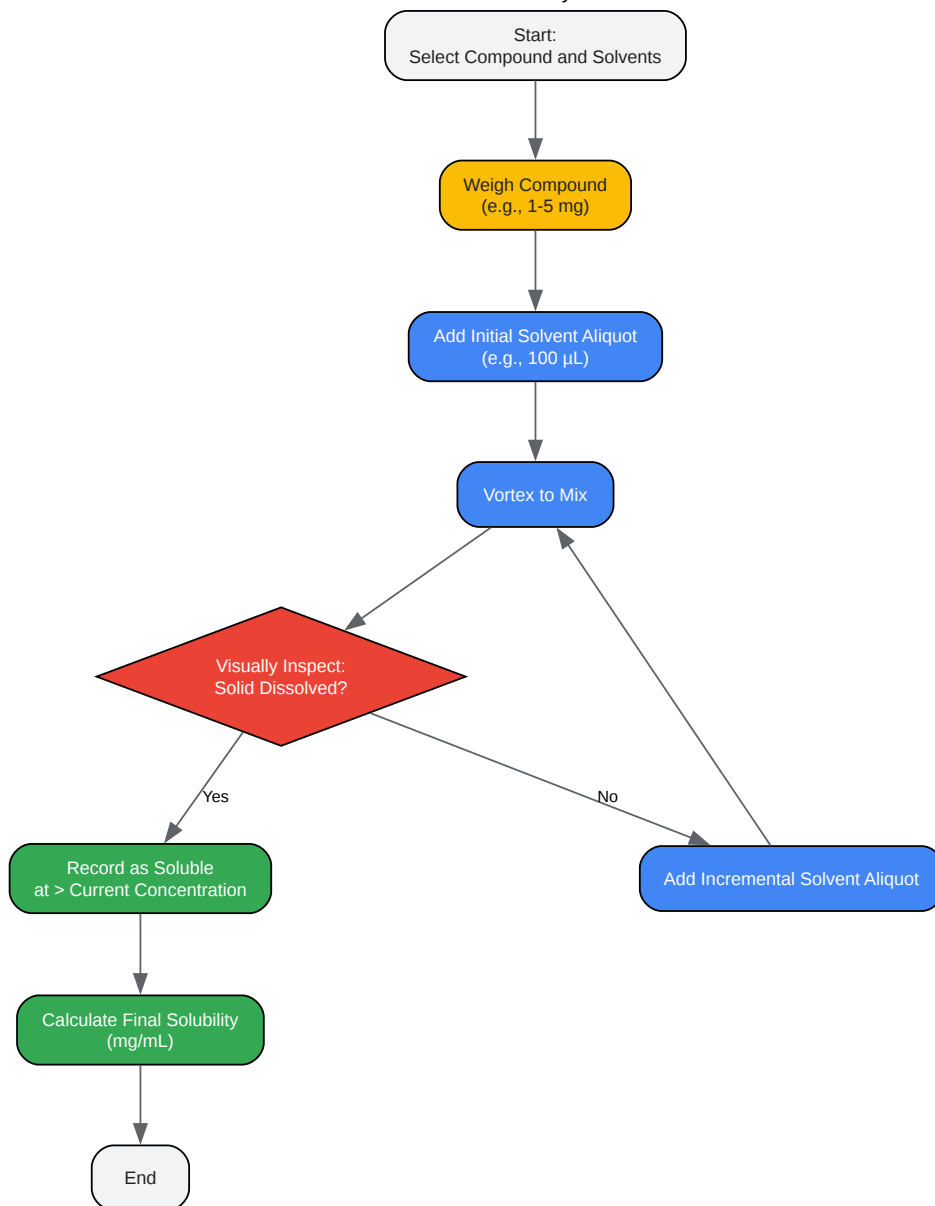 Start:
Select Compound and Solvents
Weigh Compound
(e.g., 1-5 mg)
Add Initial Solvent Aliquot
(e.g., 100 µL)
Vortex to Mix
Visually Inspect:
Solid Dissolved?
Yes
No
Record as Soluble
at > Current Concentration
Add Incremental Solvent Aliquot
Calculate Final Solubility
(mg/mL)
End